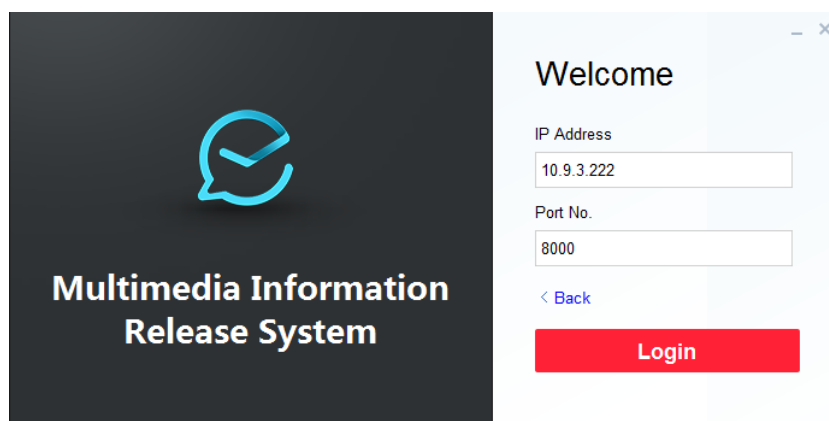 Multimedia Information
Release System
Welcome
IP Address
10.9.3.222
Port No.
8000
< Back
Login